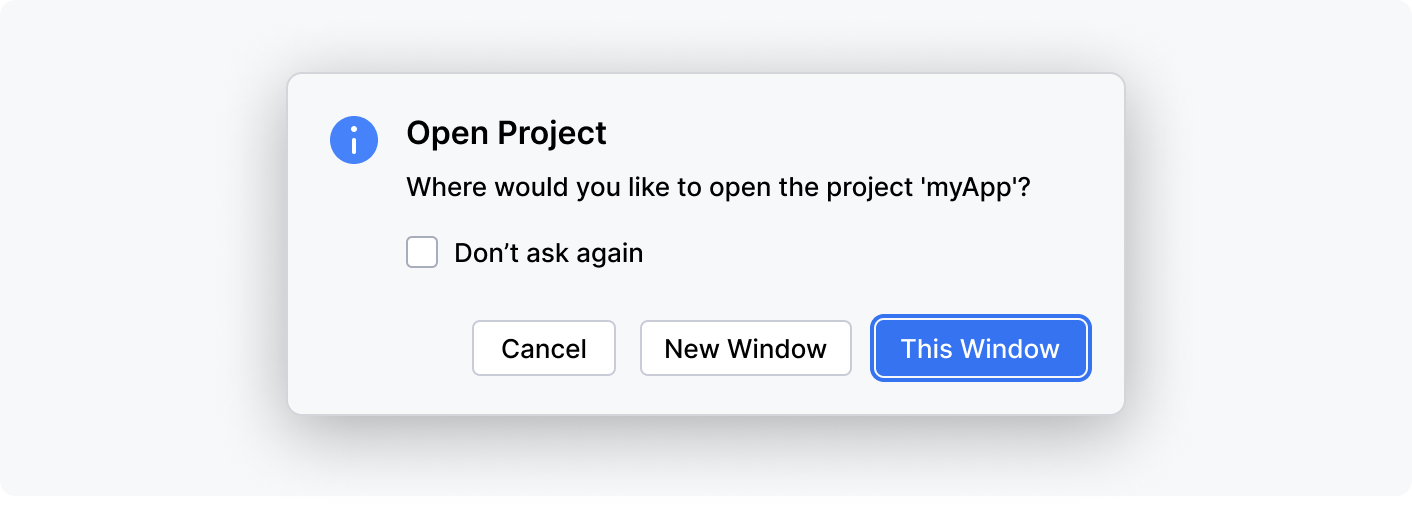 Open Project
Where would you like to open the project 'myApp'?
Don’t ask again
Cancel New Window This Window